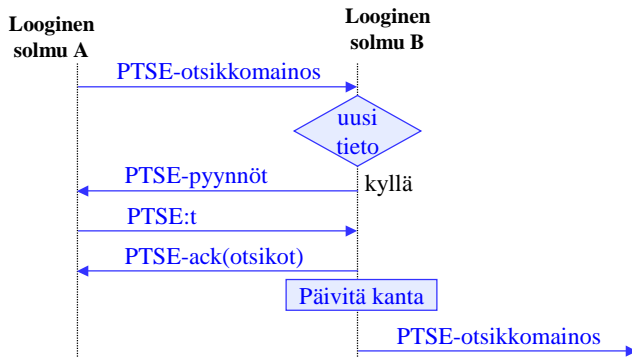 Looginen
solmu A
Looginen
solmu B
PTSE-otsikkomainos
uusi
tieto
PTSE-pyynnöt
kyllä
PTSE:t
PTSE-ack(otsikot)
Päivitä kanta
PTSE-otsikkomainos